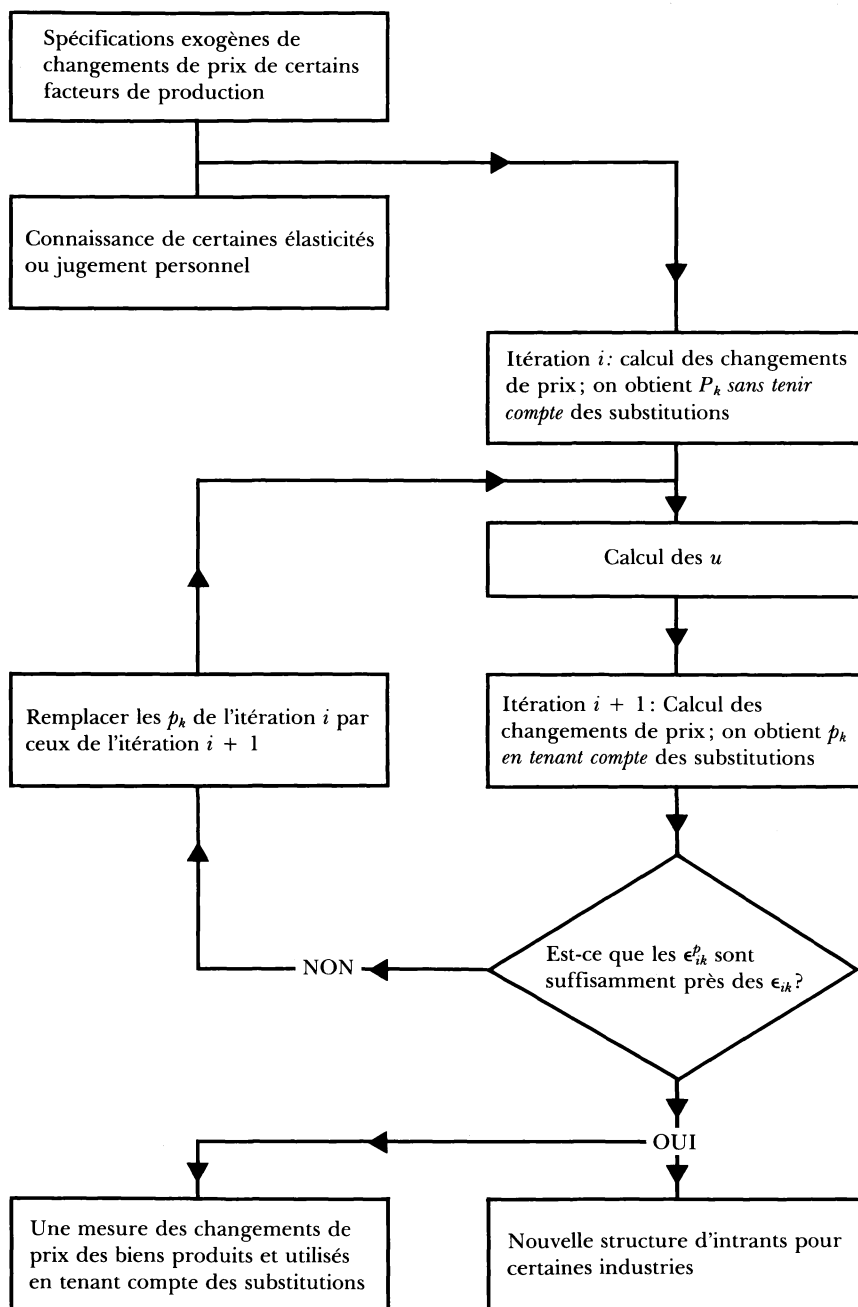 Spécifications exogènes de
changements de prix de certains
facteurs de production
Connaissance de certaines élasticités
ou jugement personnel
Itération i: calcul des changements
de prix; on obtient P_k sans tenir
compte des substitutions
Calcul des u
Itération i + 1: Calcul des
changements de prix; on obtient p_k
en tenant compte des substitutions
Remplacer les p_k de l'itération i par
ceux de l'itération i + 1
Est-ce que les ϵ^p_ik sont
suffisamment près des ϵ_ik?
NON
OUI
Une mesure des changements de
prix des biens produits et utilisés
en tenant compte des substitutions
Nouvelle structure d'intrants pour
certaines industries